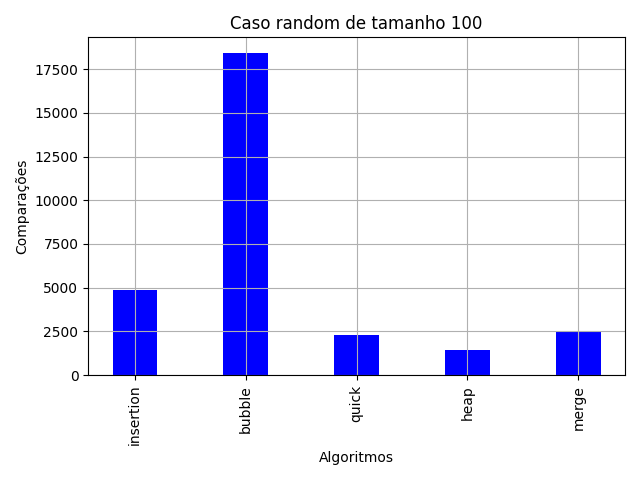 Caso random de tamanho 100
17500
15000
12500
10000
7500
5000
2500
0
Comparações
insertion
bubble
quick
heap
merge
Algoritmos